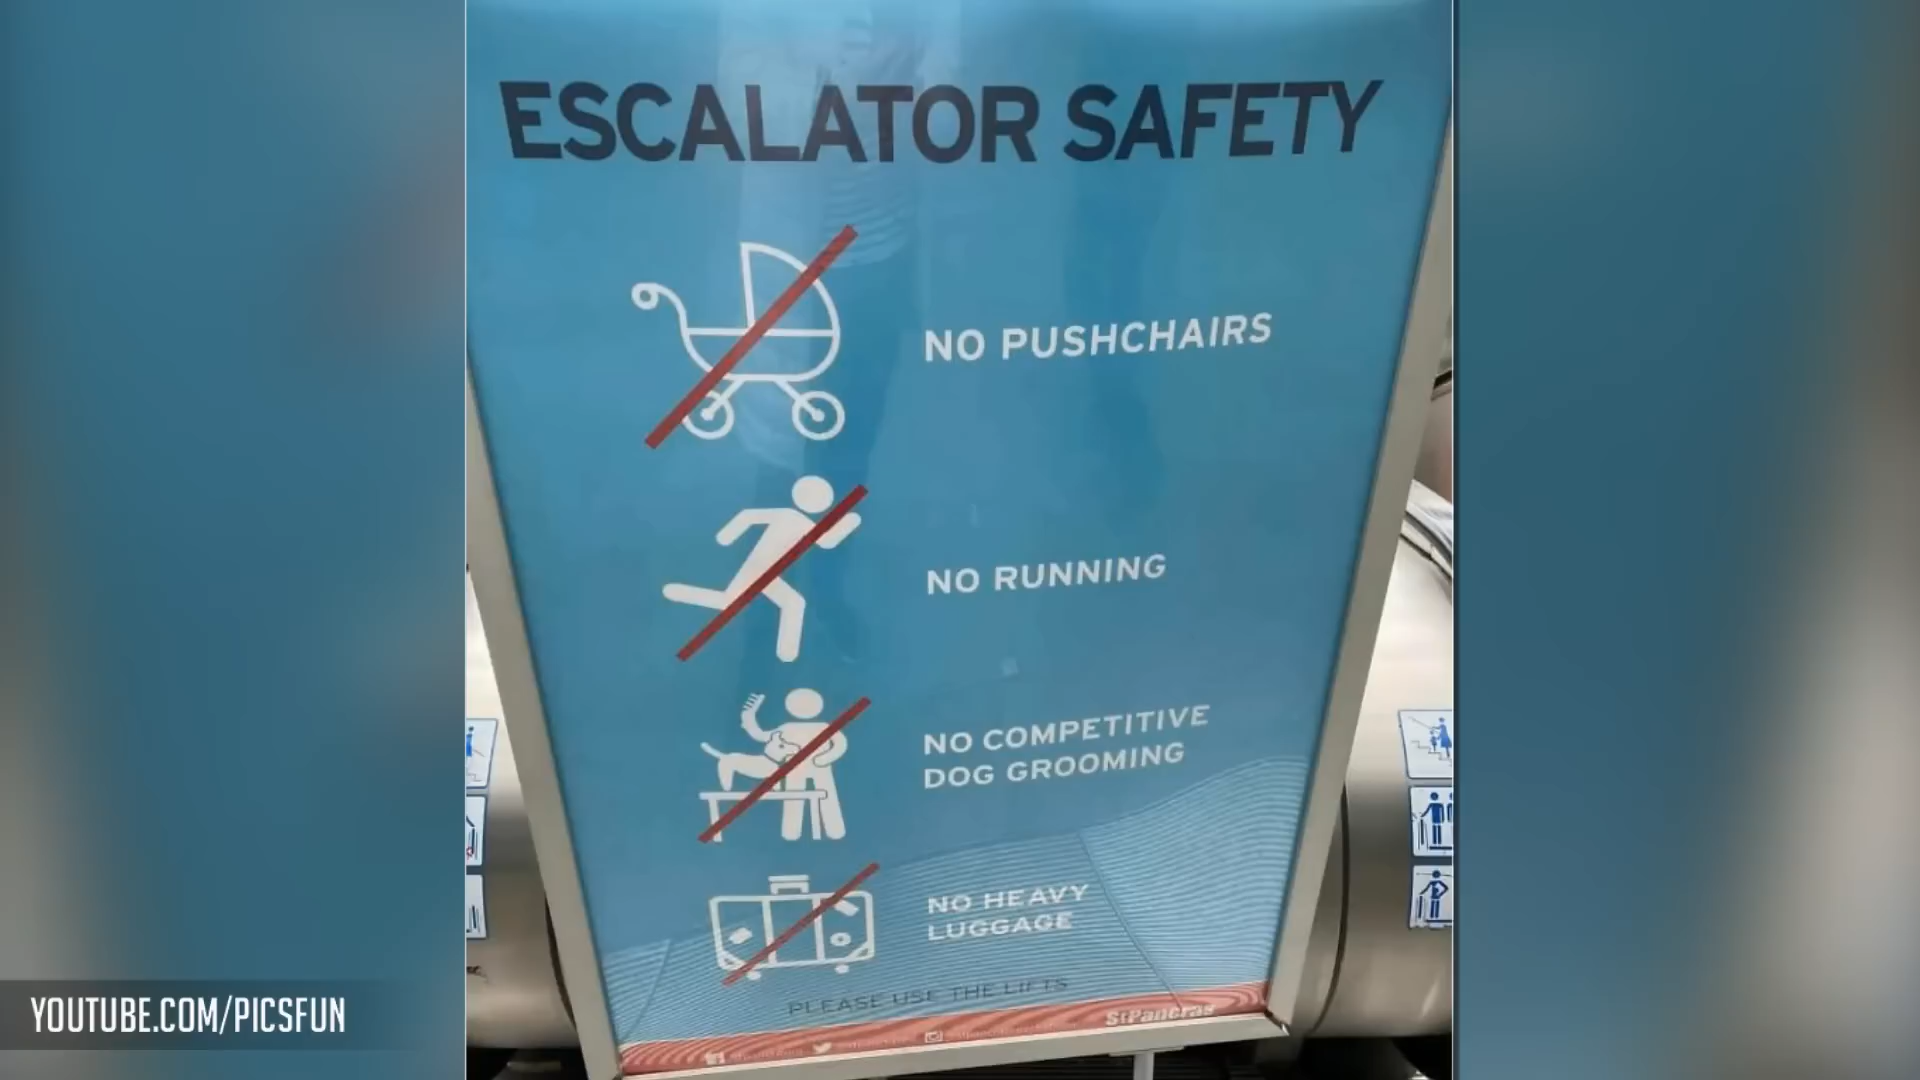 ESCALATOR SAFETY
NO PUSHCHAIRS
NO RUNNING
NO COMPETITIVE
DOG GROOMING
NO HEAVY
LUGGAGE
PLEASE USE THE LIFTS
StPancras
YOUTUBE.COM/PICSFUN